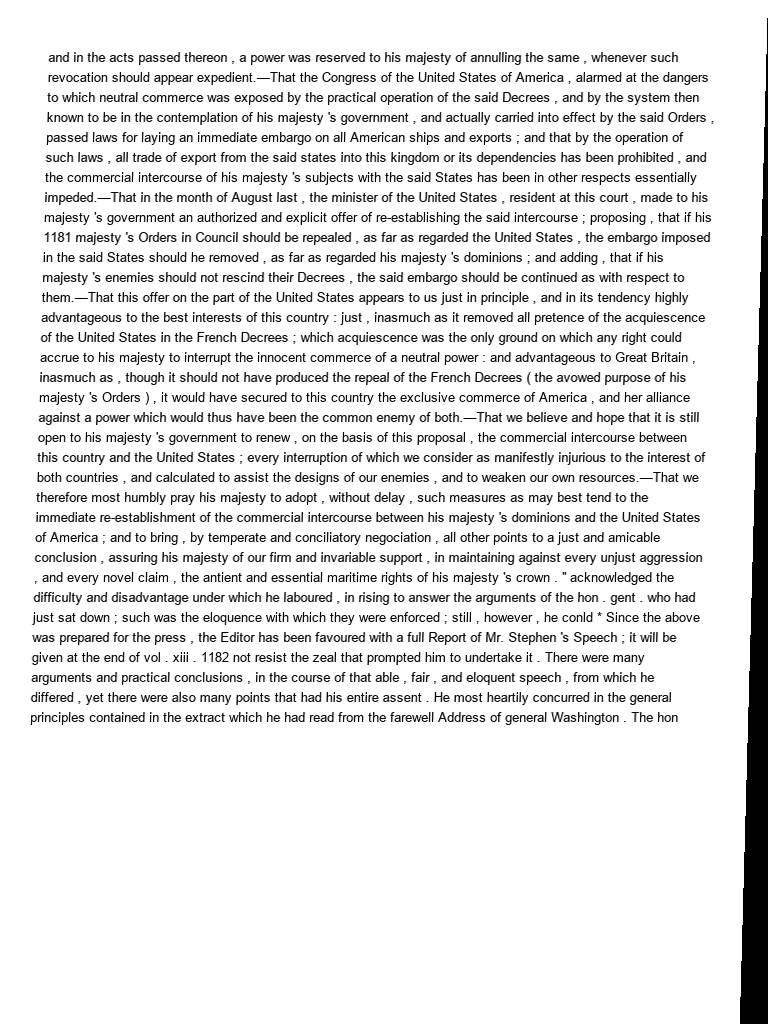 and in the acts passed thereon , a power was reserved to his majesty of annulling the same , whenever such
revocation should appear expedient.—That the Congress of the United States of America , alarmed at the dangers
to which neutral commerce was exposed by the practical operation of the said Decrees , and by the system then
known to be in the contemplation of his majesty 's government , and actually carried into effect by the said Orders ,
passed laws for laying an immediate embargo on all American ships and exports ; and that by the operation of
such laws , all trade of export from the said states into this kingdom or its dependencies has been prohibited , and
the commercial intercourse of his majesty 's subjects with the said States has been in other respects essentially
impeded.—That in the month of August last , the minister of the United States , resident at this court , made to his
majesty 's government an authorized and explicit offer of re-establishing the said intercourse ; proposing , that if his
1181 majesty 's Orders in Council should be repealed , as far as regarded the United States , the embargo imposed
in the said States should he removed , as far as regarded his majesty 's dominions ; and adding , that if his
majesty 's enemies should not rescind their Decrees , the said embargo should be continued as with respect to
them.—That this offer on the part of the United States appears to us just in principle , and in its tendency highly
advantageous to the best interests of this country : just , inasmuch as it removed all pretence of the acquiescence
of the United States in the French Decrees ; which acquiescence was the only ground on which any right could
accrue to his majesty to interrupt the innocent commerce of a neutral power : and advantageous to Great Britain ,
inasmuch as , though it should not have produced the repeal of the French Decrees ( the avowed purpose of his
majesty 's Orders ) , it would have secured to this country the exclusive commerce of America , and her alliance
against a power which would thus have been the common enemy of both.—That we believe and hope that it is still
open to his majesty 's government to renew , on the basis of this proposal , the commercial intercourse between
this country and the United States ; every interruption of which we consider as manifestly injurious to the interest of
both countries , and calculated to assist the designs of our enemies , and to weaken our own resources.—That we
therefore most humbly pray his majesty to adopt , without delay , such measures as may best tend to the
immediate re-establishment of the commercial intercourse between his majesty 's dominions and the United States
of America ; and to bring , by temperate and conciliatory negociation , all other points to a just and amicable
conclusion , assuring his majesty of our firm and invariable support , in maintaining against every unjust aggression
, and every novel claim , the antient and essential maritime rights of his majesty 's crown . " acknowledged the
difficulty and disadvantage under which he laboured , in rising to answer the arguments of the hon . gent . who had
just sat down ; such was the eloquence with which they were enforced ; still , however , he conld * Since the above
was prepared for the press , the Editor has been favoured with a full Report of Mr. Stephen 's Speech ; it will be
given at the end of vol . xiii . 1182 not resist the zeal that prompted him to undertake it . There were many
arguments and practical conclusions , in the course of that able , fair , and eloquent speech , from which he
differed , yet there were also many points that had his entire assent . He most heartily concurred in the general
principles contained in the extract which he had read from the farewell Address of general Washington . The hon